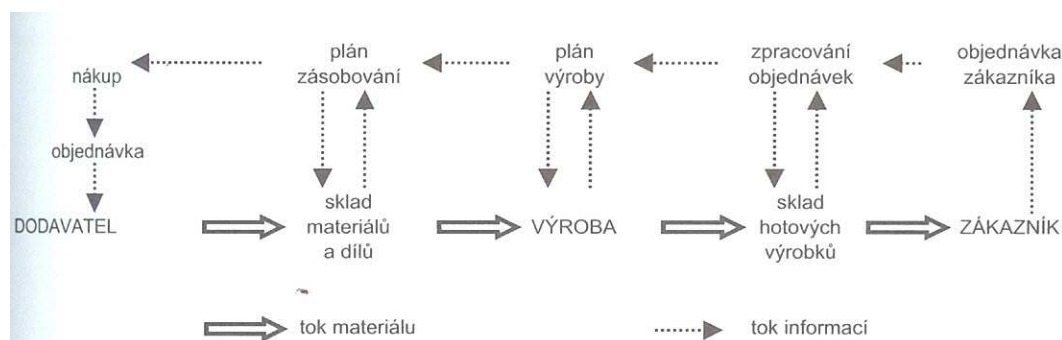 nákup
objednávka
DODAVATEL
plán
zásobování
sklad
materiálů
a dílů
plán
výroby
VÝROBA
zpracování
objednávek
sklad
hotových
výrobků
objednávka
zákazníka
ZÁKAZNÍK
tok materiálu
tok informací